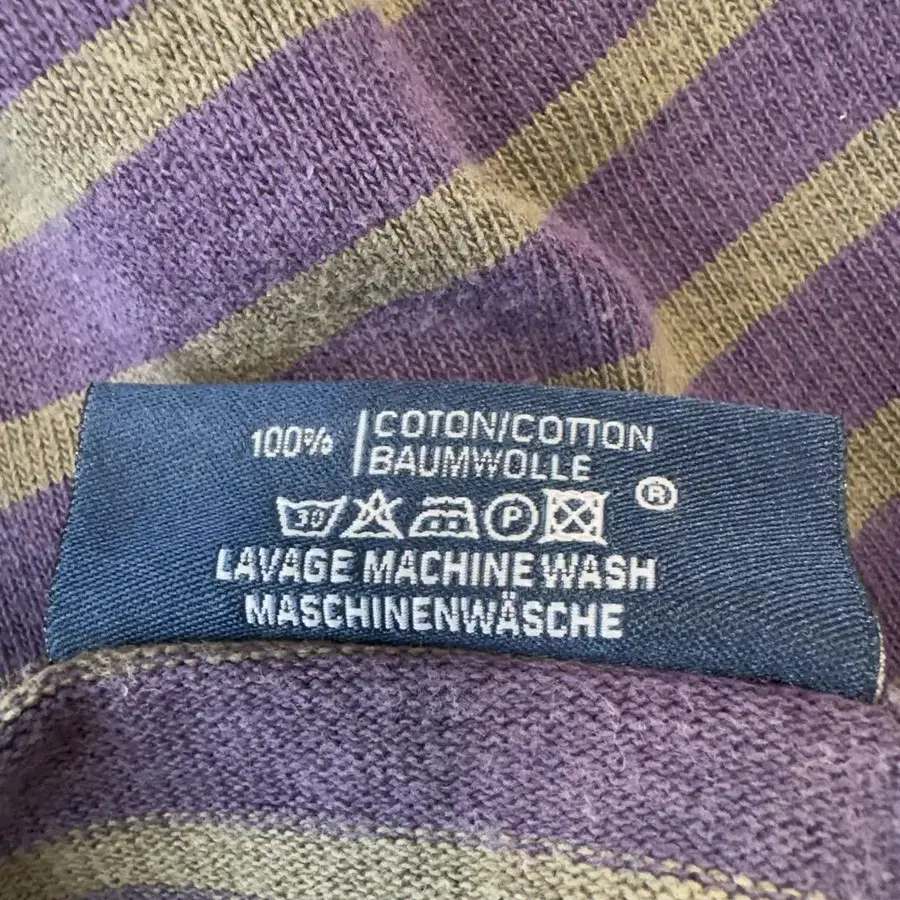 100% COTON/COTTON
BAUMWOLLE
30 P ®
LAVAGE MACHINE WASH
MASCHINENWÄSCHE